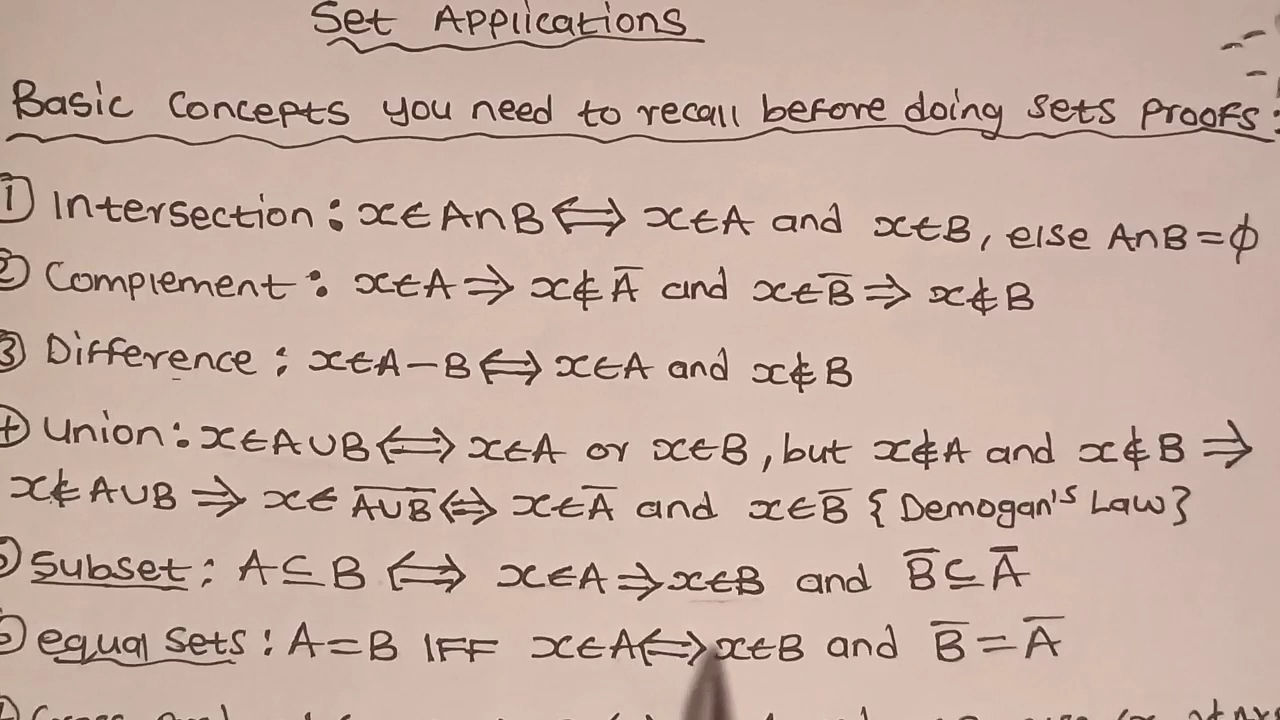 Set Applications
Basic Concepts you need to recall before doing sets proofs:
① Intersection: x∈A∩B ⟺ x∈A and x∈B, else A∩B=ϕ
② Complement: x∈A ⟹ x∉A̅ and x∈B̅ ⟹ x∉B
③ Difference: x∈A−B ⟺ x∈A and x∉B
④ Union: x∈A∪B ⟺ x∈A or x∈B, but x∉A and x∉B ⟹
x∉A∪B ⟹ x∈ A̅∪̅B̅ ⟺ x∈A̅ and x∈B̅ {Demogan's Law}
⑤ Subset: A⊆B ⟺ x∈A ⟹ x∈B and B̅⊆A̅
⑥ equal sets: A=B IFF x∈A ⟺ x∈B and B̅=A̅